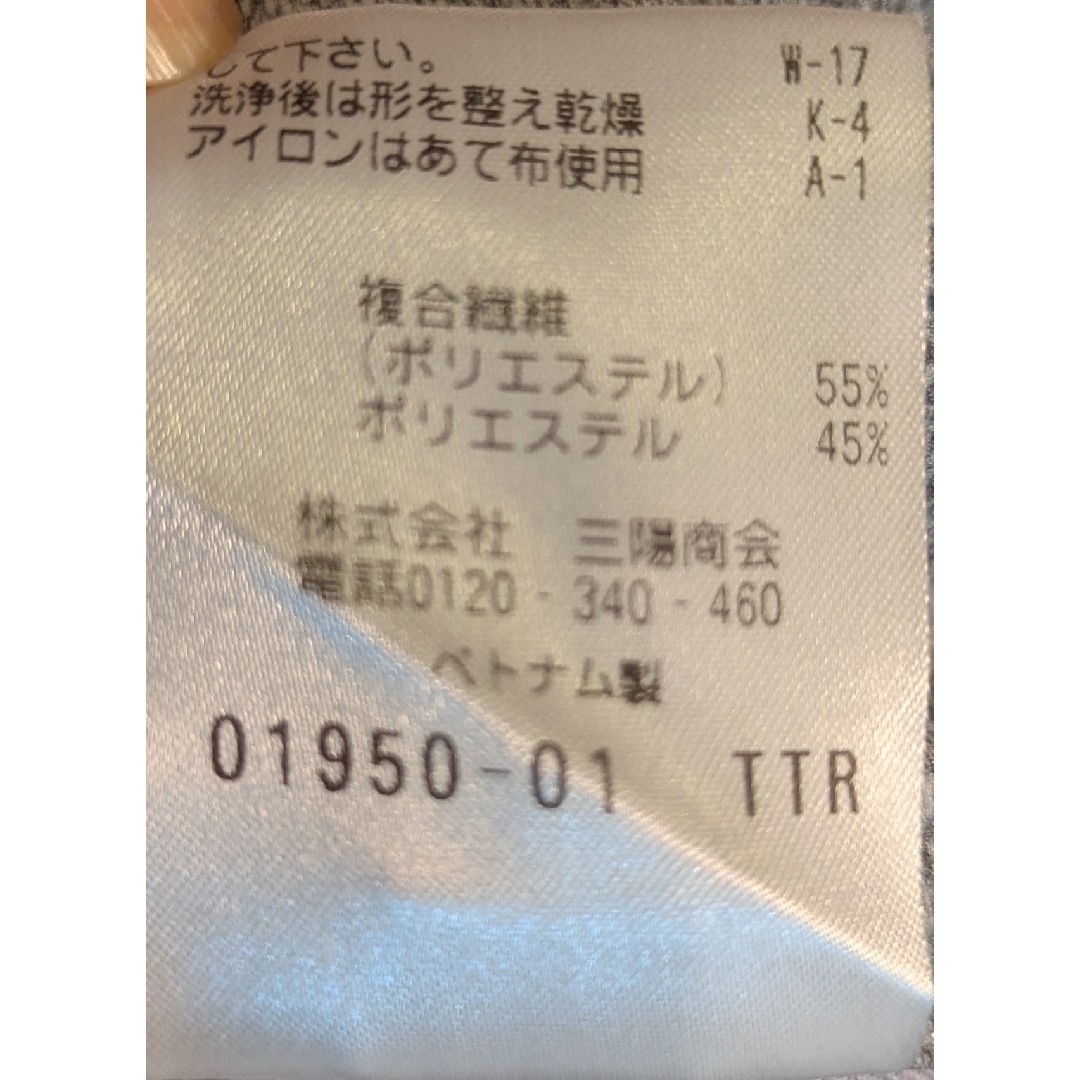 して下さい。 W-17
洗浄後は形を整え乾燥 K-4
アイロンはあて布使用 A-1
複合繊維
(ポリエステル) 55%
ポリエステル 45%
株式会社 三陽商会
電話0120-340-460
ベトナム製
01950-01 TTR